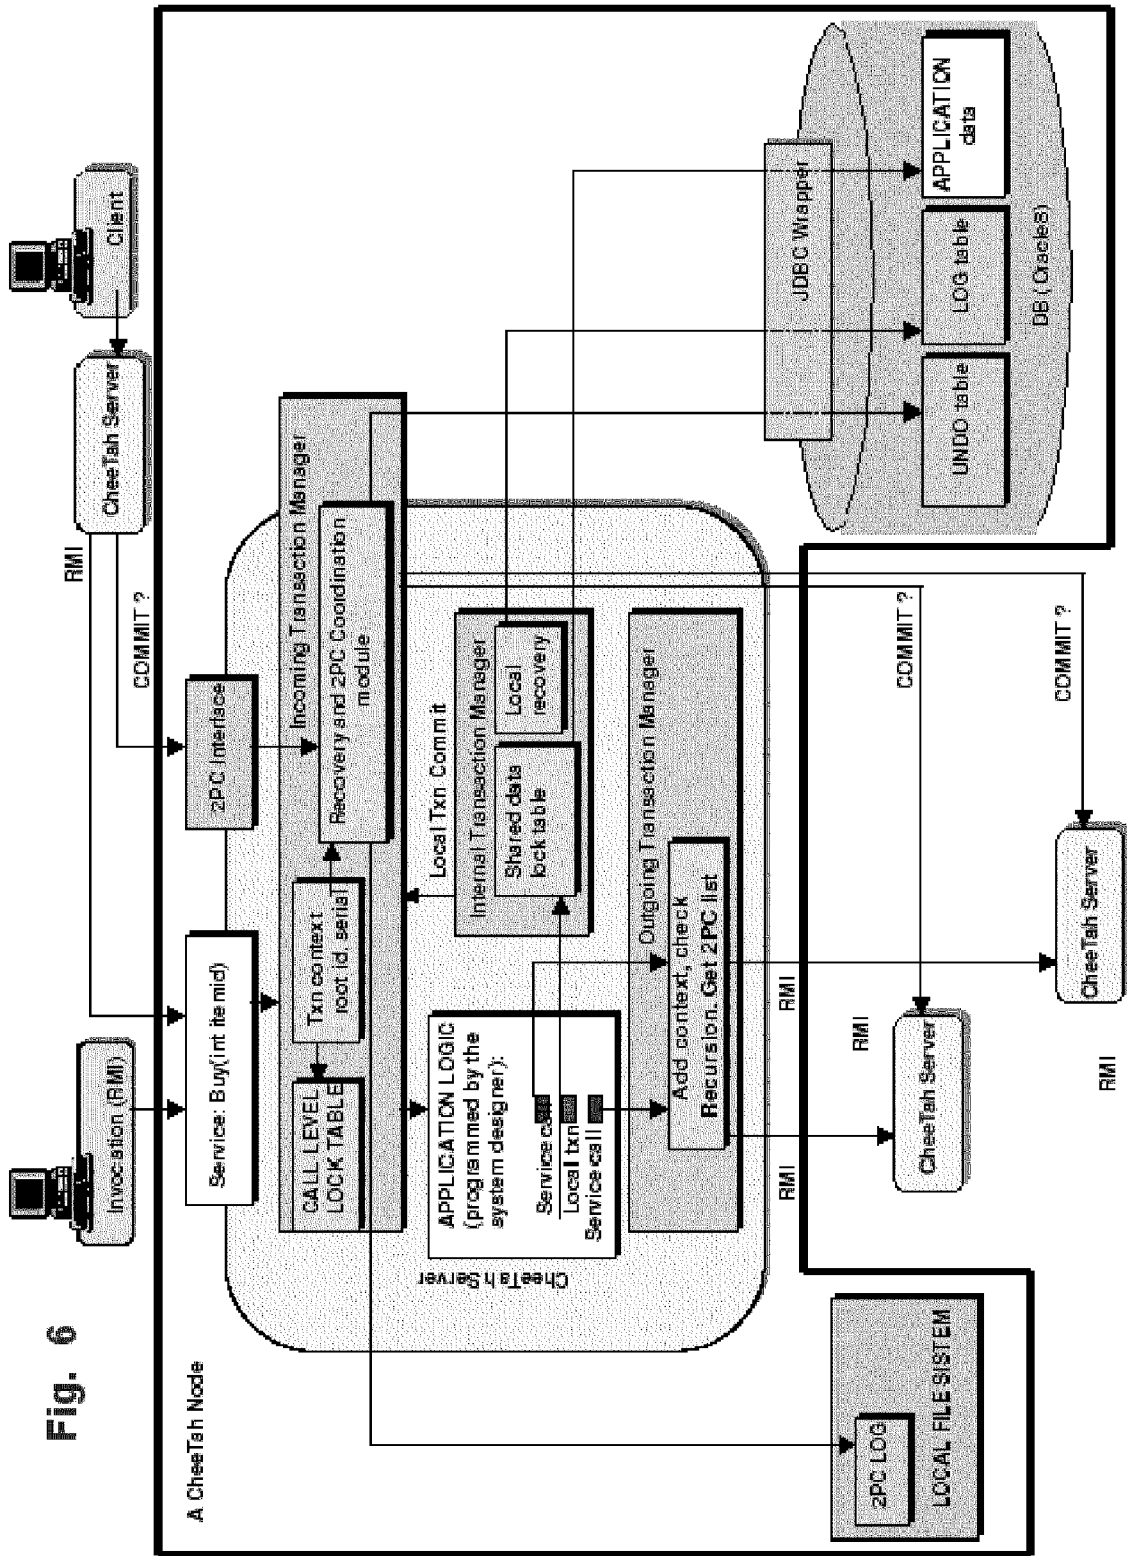 Fig. 6
A CheeTah Node
Invocation (RMI)
Client
CheeTah Server
RMI
COMMIT ?
Service: Buy(int itemid)
2PC Interface
Incoming Transaction Manager
CALL LEVEL
LOCK TABLE
Txn context
root id, serial
Recovery and 2PC Coordination
module
CheeTah Server
APPLICATION LOGIC
(programmed by the
system designer):
Service call
Local txn
Service call
Local Txn Commit
Internal Transaction Manager
Shared data
lock table
Local
recovery
Outgoing Transaction Manager
Add context, check
Recursion. Get 2PC list
RMI
RMI
RMI
RMI
COMMIT ?
COMMIT ?
CheeTah Server
CheeTah Server
JDBC Wrapper
UNDO table
LOG table
APPLICATION
data
DB ( Oracle8)
2PC LOG
LOCAL FILE SISTEM